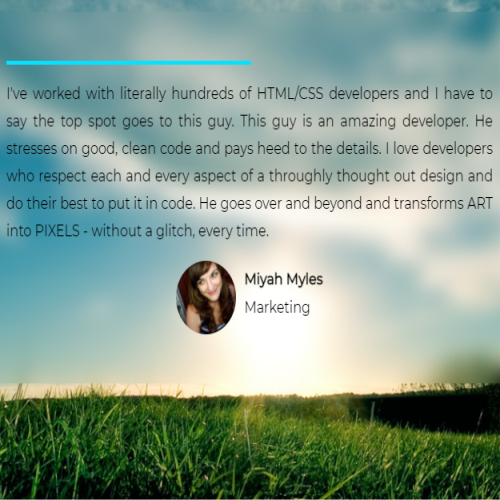 I've worked with literally hundreds of HTML/CSS developers and I have to
say the top spot goes to this guy. This guy is an amazing developer. He
stresses on good, clean code and pays heed to the details. I love developers
who respect each and every aspect of a throughly thought out design and
do their best to put it in code. He goes over and beyond and transforms ART
into PIXELS - without a glitch, every time.
Miyah Myles
Marketing